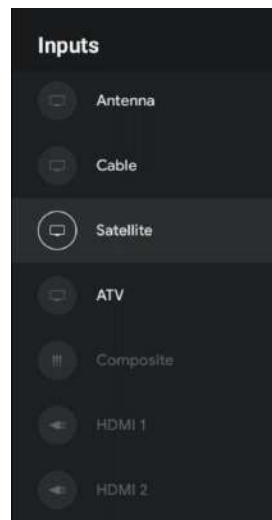 Inputs
Antenna
Cable
Satellite
ATV
Composite
HDMI 1
HDMI 2